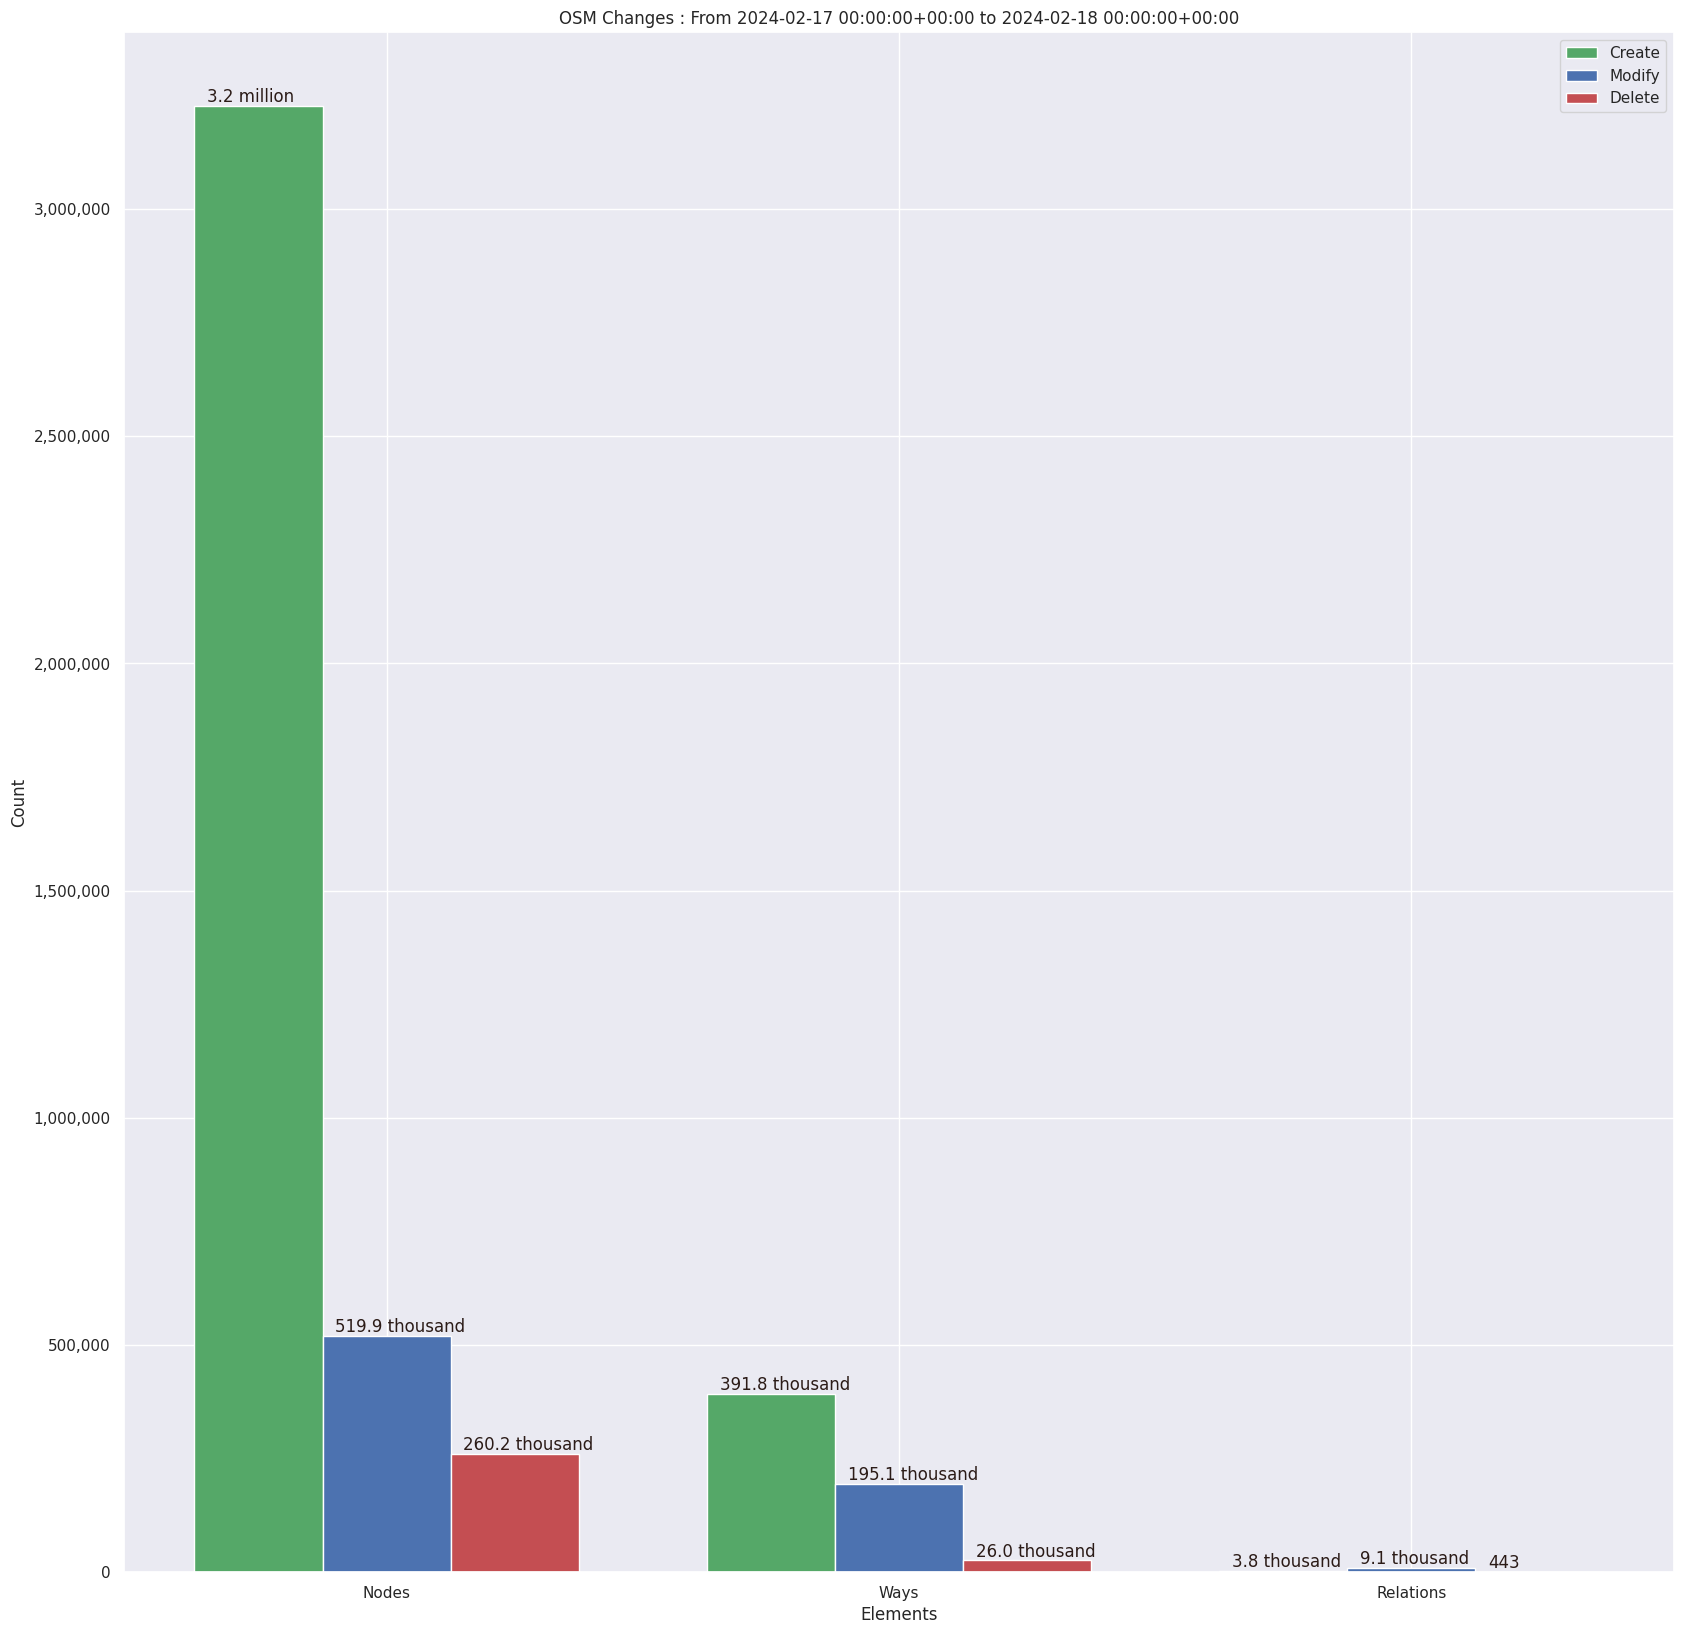 OSM Changes : From 2024-02-17 00:00:00+00:00 to 2024-02-18 00:00:00+00:00
Create
Modify
Delete
3.2 million
3,000,000
2,500,000
2,000,000
1,500,000
1,000,000
500,000
0
Count
519.9 thousand
260.2 thousand
391.8 thousand
195.1 thousand
26.0 thousand
3.8 thousand
9.1 thousand
443
Nodes
Ways
Relations
Elements